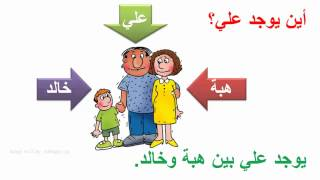 أين يوجد علي؟
علي
خالد
هبة
يوجد علي بين هبة وخالد.